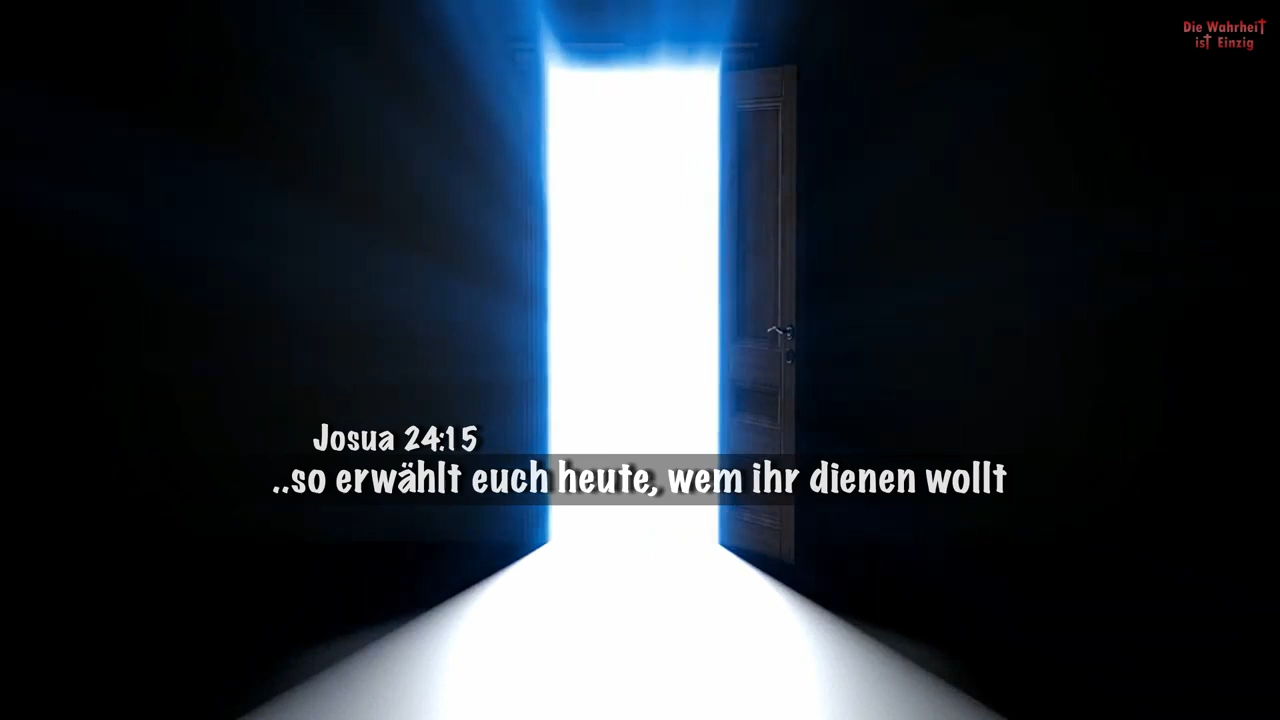 Die Wahrheit
ist Einzig
Josua 24:15
..so erwählt euch heute, wem ihr dienen wollt